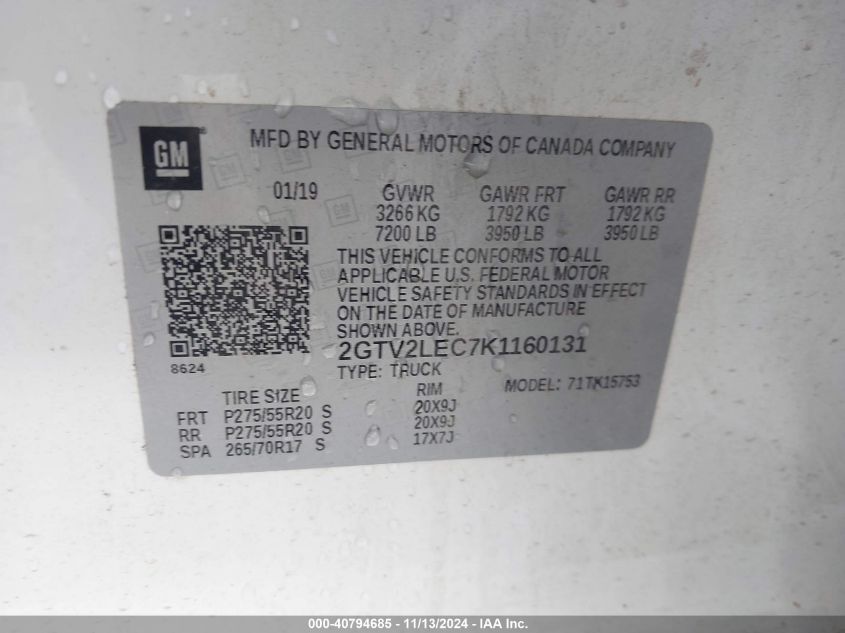 GM
MFD BY GENERAL MOTORS OF CANADA COMPANY
01/19 GVWR GAWR FRT GAWR RR
3266 KG 1792 KG 1792 KG
7200 LB 3950 LB 3950 LB
THIS VEHICLE CONFORMS TO ALL
APPLICABLE U.S. FEDERAL MOTOR
VEHICLE SAFETY STANDARDS IN EFFECT
ON THE DATE OF MANUFACTURE
SHOWN ABOVE.
2GTV2LEC7K1160131
8624
TYPE: TRUCK
MODEL: 71TK15753
TIRE SIZE RIM
FRT P275/55R20 S 20X9J
RR P275/55R20 S 20X9J
SPA 265/70R17 S 17X7J
000-40794685 - 11/13/2024 - IAA Inc.